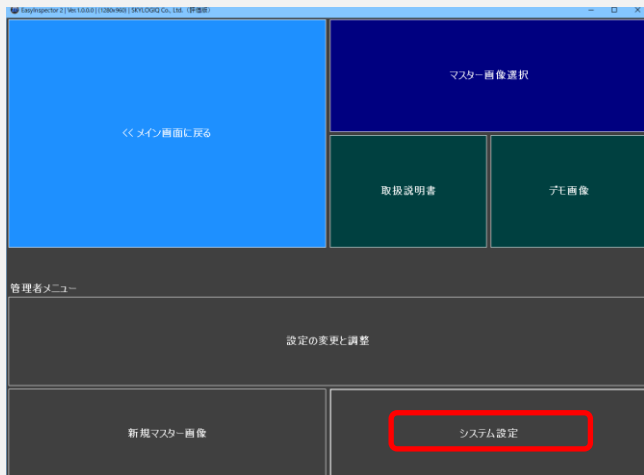 EasyInspector 2 | Ver.1.0.0.0 | (1280x960) | SKYLOGIQ Co., Ltd. (評価版)
<< メイン画面に戻る
マスター画像選択
取扱説明書
デモ画像
管理者メニュー
設定の変更と調整
新規マスター画像
システム設定